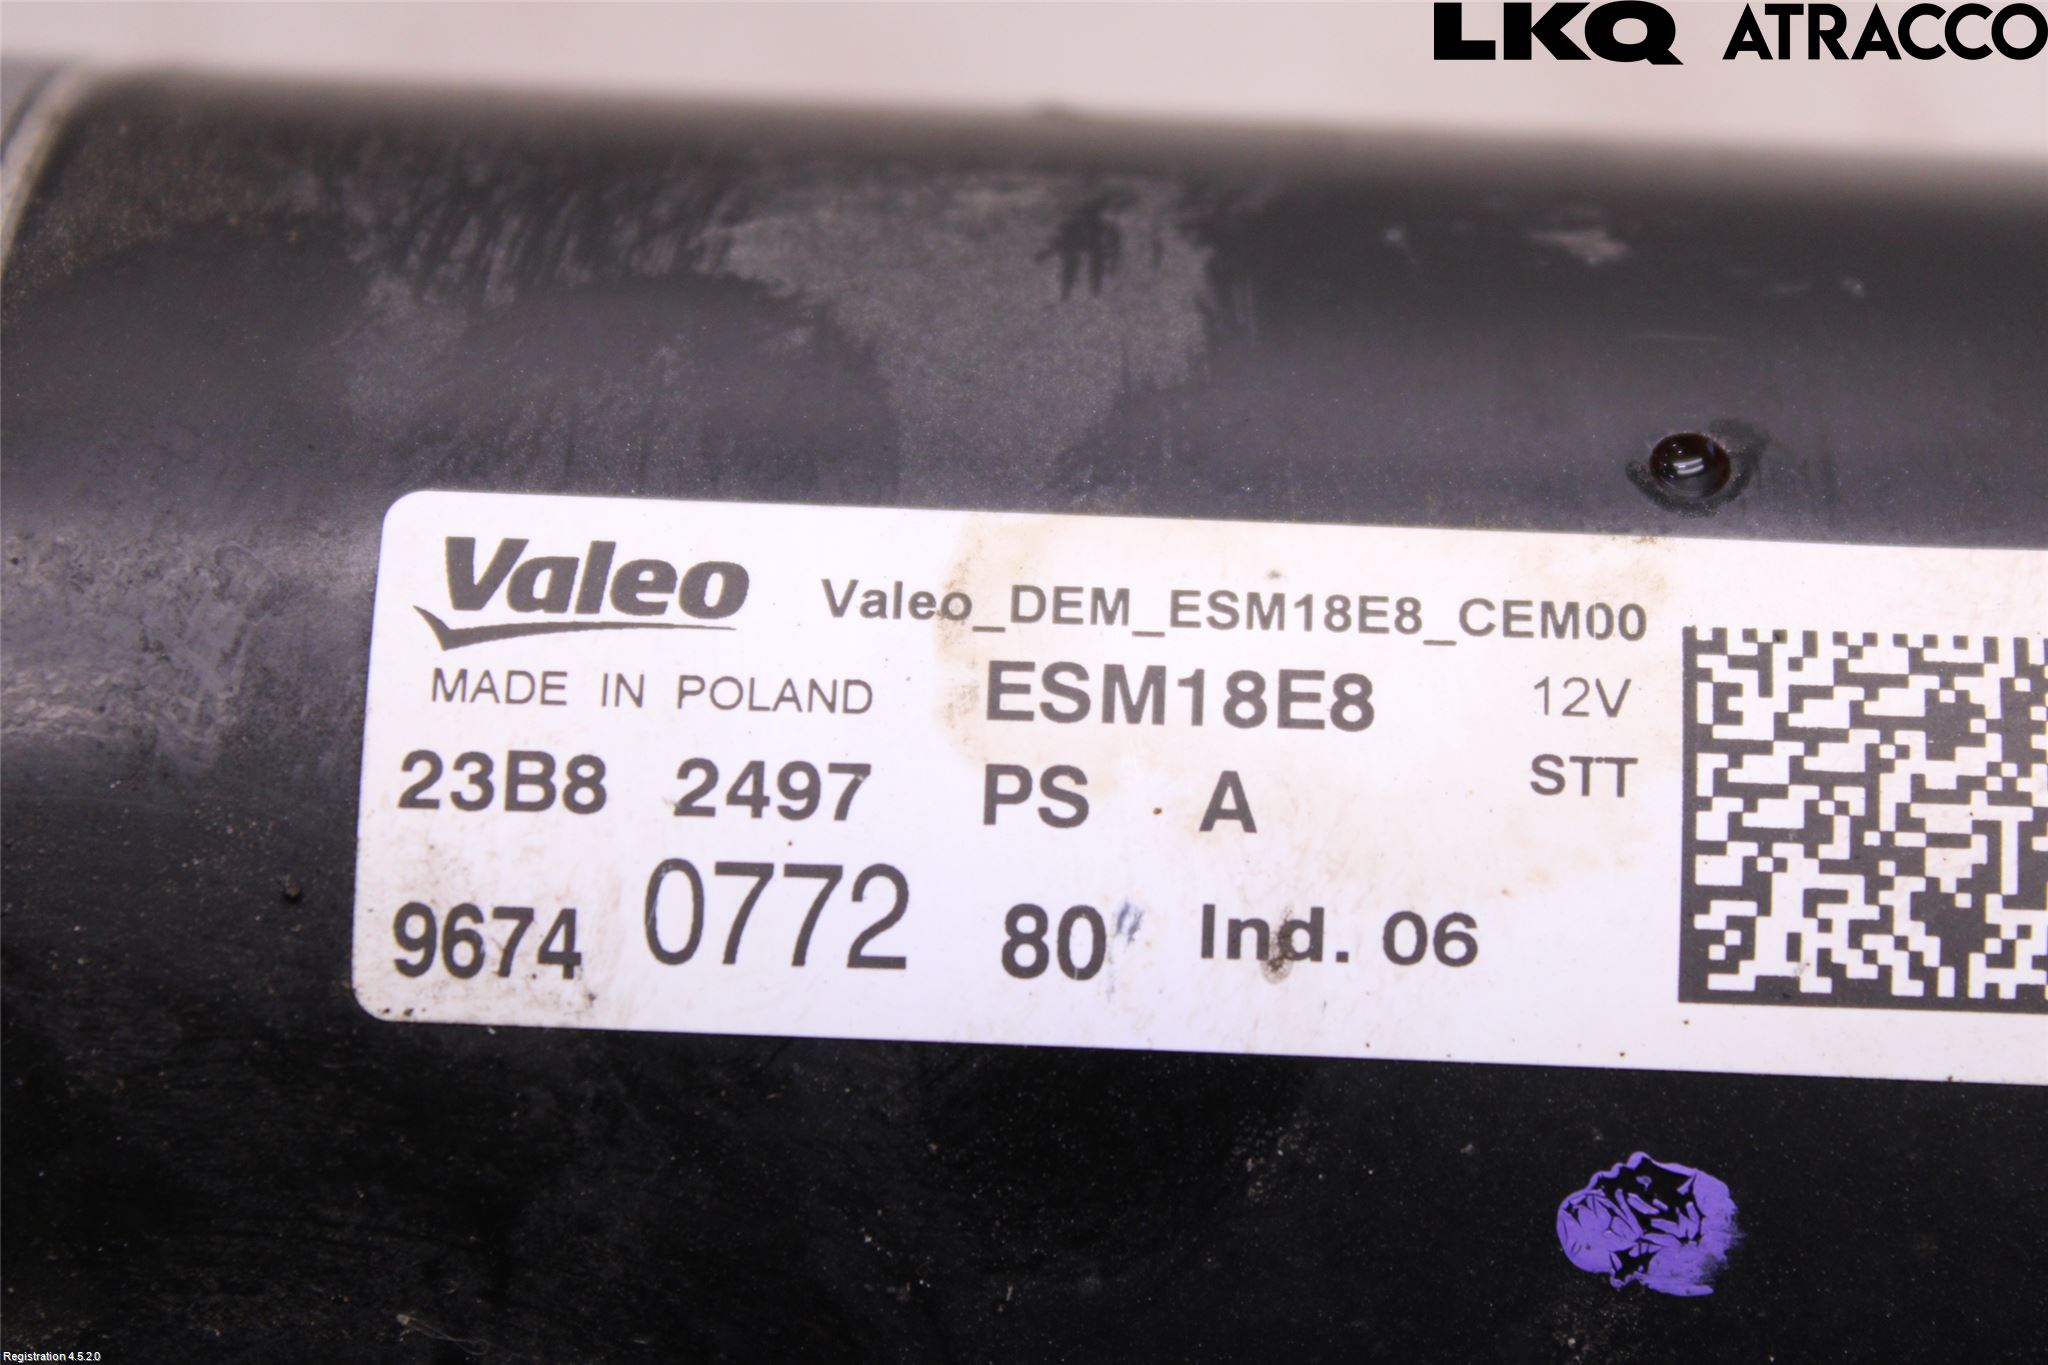 LKQ ATRACCO
Valeo Valeo_DEM_ESM18E8_CEM00
MADE IN POLAND ESM18E8 12V
23B8 2497 PS A STT
9674 0772 80 Ind. 06
Registration 4.5.2.0